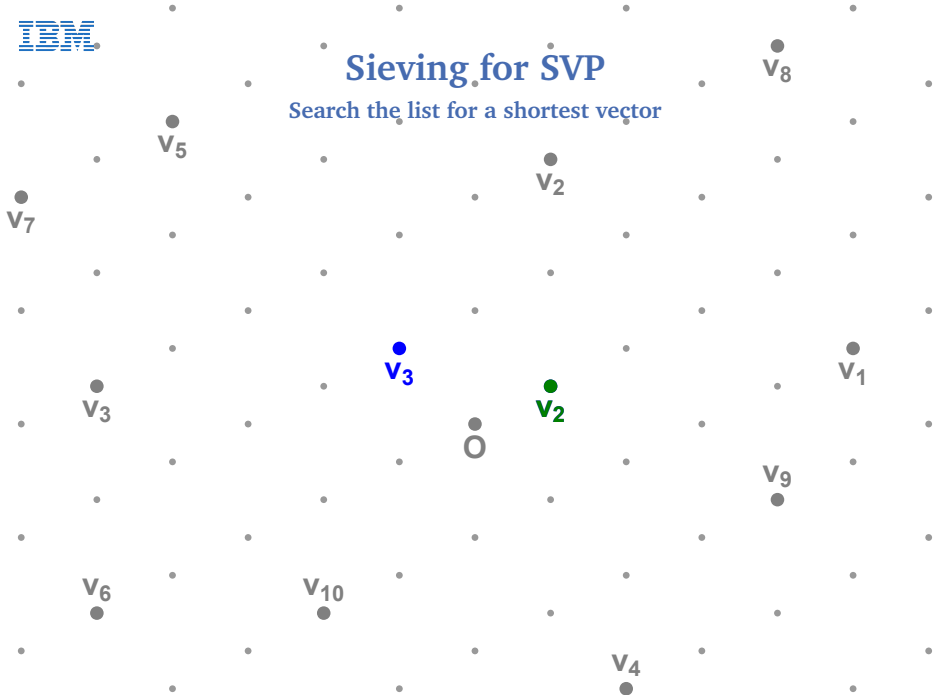 IBM
Sieving for SVP
Search the list for a shortest vector
v8
v5
v2
v7
v3
v1
v3
v2
O
v9
v6
v10
v4